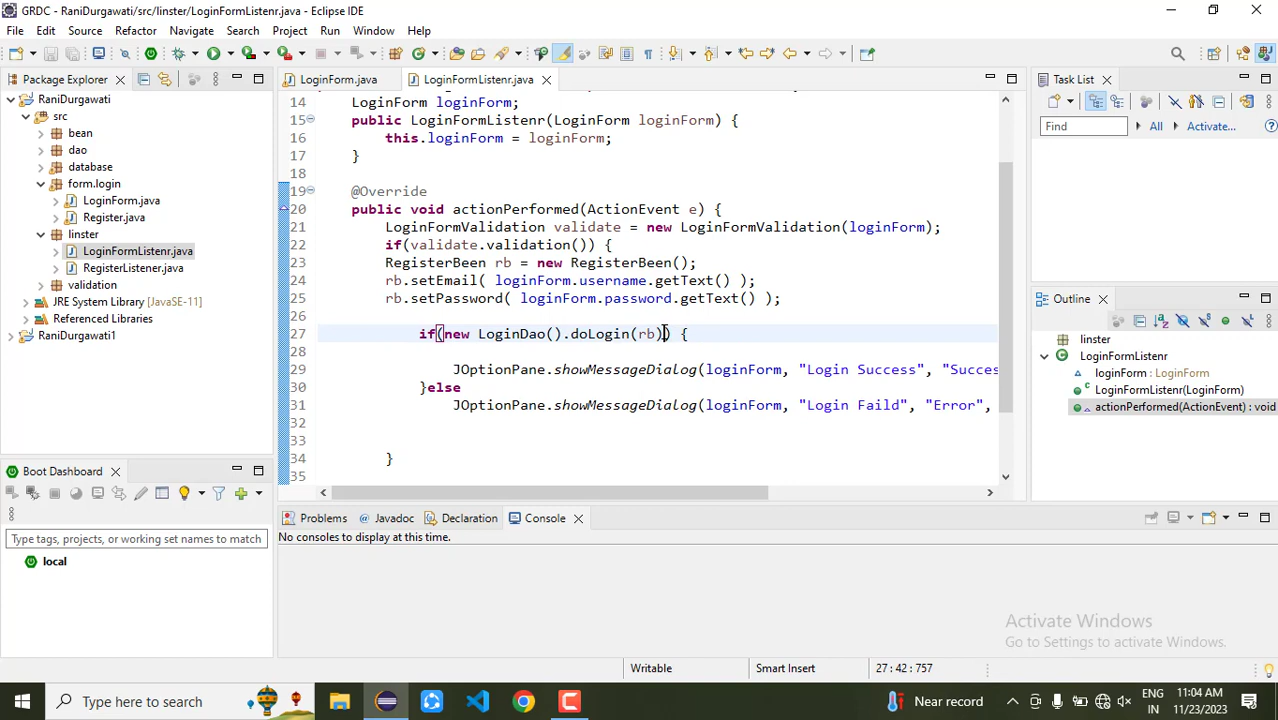 GRDC - RaniDurgawati/src/linster/LoginFormListenr.java - Eclipse IDE
File Edit Source Refactor Navigate Search Project Run Window Help
Package Explorer
RaniDurgawati
src
bean
dao
database
form.login
LoginForm.java
Register.java
linster
LoginFormListenr.java
RegisterListener.java
validation
JRE System Library [JavaSE-11]
Referenced Libraries
RaniDurgawati1
Boot Dashboard
Type tags, projects, or working set names to match
local
LoginForm.java LoginFormListenr.java
14 LoginForm loginForm;
15 public LoginFormListenr(LoginForm loginForm) {
16 this.loginForm = loginForm;
17 }
18
19 @Override
20 public void actionPerformed(ActionEvent e) {
21 LoginFormValidation validate = new LoginFormValidation(loginForm);
22 if(validate.validation()) {
23 RegisterBeen rb = new RegisterBeen();
24 rb.setEmail( loginForm.username.getText() );
25 rb.setPassword( loginForm.password.getText() );
26
27 if(new LoginDao().doLogin(rb)) {
28
29 JOptionPane.showMessageDialog(loginForm, "Login Success", "Succes
30 }else
31 JOptionPane.showMessageDialog(loginForm, "Login Faild", "Error",
32
33
34 }
35
Problems Javadoc Declaration Console
No consoles to display at this time.
Task List
Find All Activate...
Outline
linster
LoginFormListenr
loginForm : LoginForm
LoginFormListenr(LoginForm)
actionPerformed(ActionEvent) : void
Activate Windows
Go to Settings to activate Windows.
Writable Smart Insert 27 : 42 : 757
Type here to search
Near record
ENG
IN
11:04 AM
11/23/2023